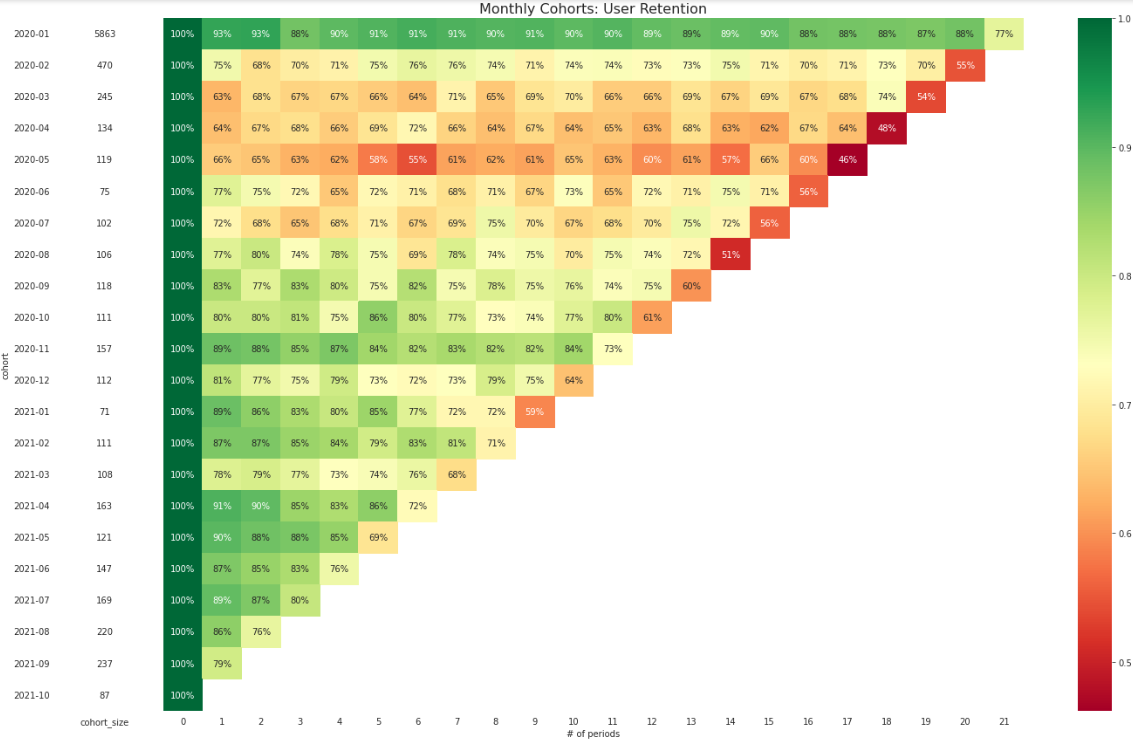 Monthly Cohorts: User Retention
2020-01 5863 100% 93% 93% 88% 90% 91% 91% 91% 90% 91% 90% 90% 89% 89% 89% 90% 88% 88% 88% 87% 88% 77%
2020-02 470 100% 75% 68% 70% 71% 75% 76% 76% 74% 71% 74% 74% 73% 73% 75% 71% 70% 71% 73% 70% 55%
2020-03 245 100% 63% 68% 67% 67% 66% 64% 71% 65% 69% 70% 66% 66% 69% 67% 69% 67% 68% 74% 54%
2020-04 134 100% 64% 67% 68% 66% 69% 72% 66% 64% 67% 64% 65% 63% 68% 63% 62% 67% 64% 48%
2020-05 119 100% 66% 65% 63% 62% 58% 55% 61% 62% 61% 65% 63% 60% 61% 57% 66% 60% 46%
2020-06 75 100% 77% 75% 72% 65% 72% 71% 68% 71% 67% 73% 65% 72% 71% 75% 71% 56%
2020-07 102 100% 72% 68% 65% 68% 71% 67% 69% 75% 70% 67% 68% 70% 75% 72% 56%
2020-08 106 100% 77% 80% 74% 78% 75% 69% 78% 74% 75% 70% 75% 74% 72% 51%
2020-09 118 100% 83% 77% 83% 80% 75% 82% 75% 78% 75% 76% 74% 75% 60%
2020-10 111 100% 80% 80% 81% 75% 86% 80% 77% 73% 74% 77% 80% 61%
2020-11 157 100% 89% 88% 85% 87% 84% 82% 83% 82% 82% 84% 73%
2020-12 112 100% 81% 77% 75% 79% 73% 72% 73% 79% 75% 64%
2021-01 71 100% 89% 86% 83% 80% 85% 77% 72% 72% 59%
2021-02 111 100% 87% 87% 85% 84% 79% 83% 81% 71%
2021-03 108 100% 78% 79% 77% 73% 74% 76% 68%
2021-04 163 100% 91% 90% 85% 83% 86% 72%
2021-05 121 100% 90% 88% 88% 85% 69%
2021-06 147 100% 87% 85% 83% 76%
2021-07 169 100% 89% 87% 80%
2021-08 220 100% 86% 76%
2021-09 237 100% 79%
2021-10 87 100%
cohort
cohort_size 0 1 2 3 4 5 6 7 8 9 10 11 12 13 14 15 16 17 18 19 20 21
# of periods
1.0
0.9
0.8
0.7
0.6
0.5